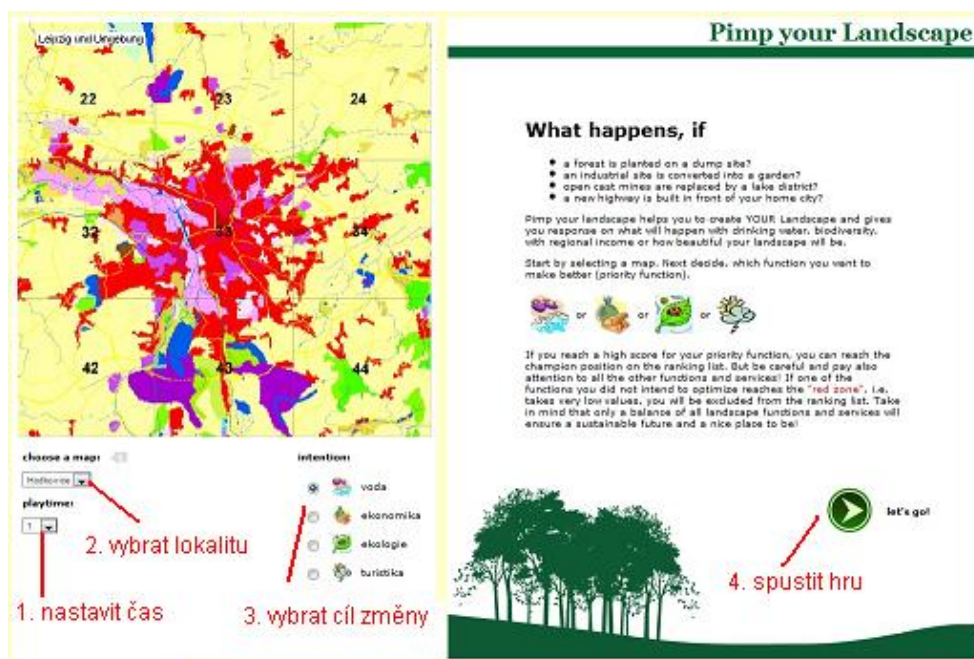 Leipzig und Umgebung
22 23 24
32 33 34
42 43 44
choose a map:
Hodkovice
playtime:
1
intention:
voda
ekonomika
ekologie
turistika
1. nastavit čas
2. vybrat lokalitu
3. vybrat cíl změny
Pimp your Landscape
What happens, if
a forest is planted on a dump site?
an industrial site is converted into a garden?
open cast mines are replaced by a lake district?
a new highway is built in front of your home city?
Pimp your landscape helps you to create YOUR Landscape and gives
you response on what will happen with drinking water, biodiversity,
with regional income or how beautiful your landscape will be.
Start by selecting a map. Next decide, which function you want to
make better (priority function).
or or or
If you reach a high score for your priority function, you can reach the
champion position on the ranking list. But be careful and pay also
attention to all the other functions and services! If one of the
functions you did not intend to optimize reaches the "red zone", i.e.
takes very low values, you will be excluded from the ranking list. Take
in mind that only a balance of all landscape functions and services will
ensure a sustainable future and a nice place to be!
let's go!
4. spustit hru